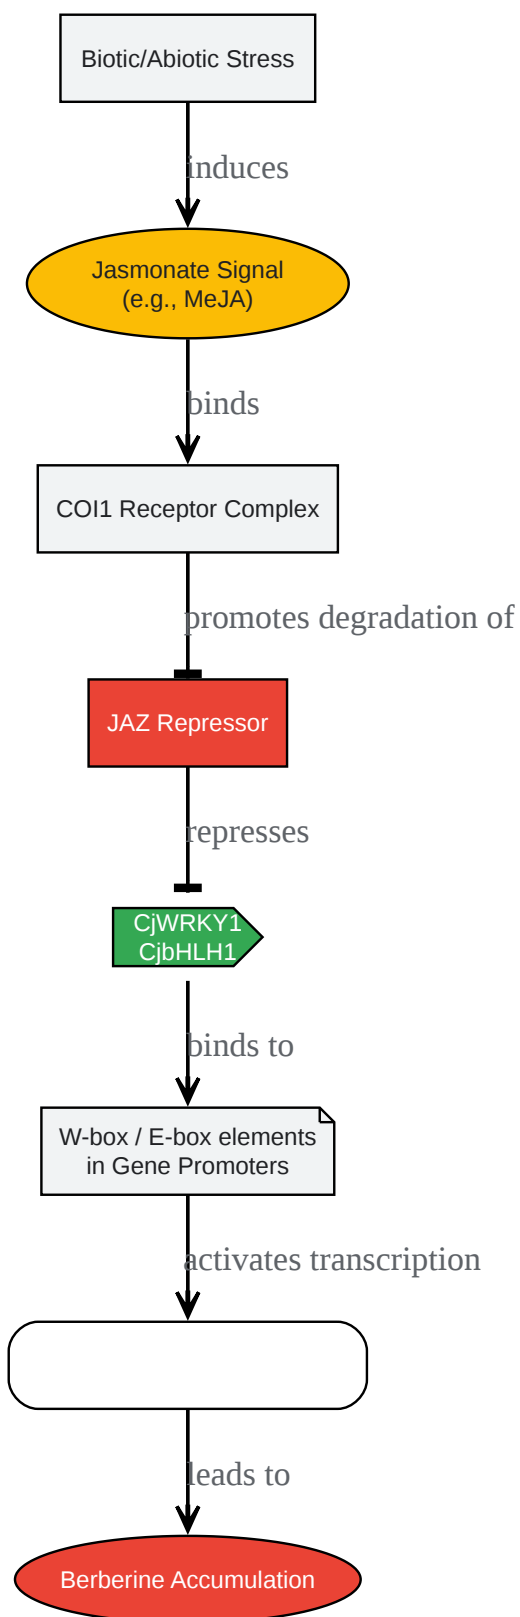 Biotic/Abiotic Stress
induces
Jasmonate Signal
(e.g., MeJA)
binds
COI1 Receptor Complex
promotes degradation of
JAZ Repressor
represses
CjWRKY1
CjbHLH1
binds to
W-box / E-box elements
in Gene Promoters
activates transcription
leads to
Berberine Accumulation